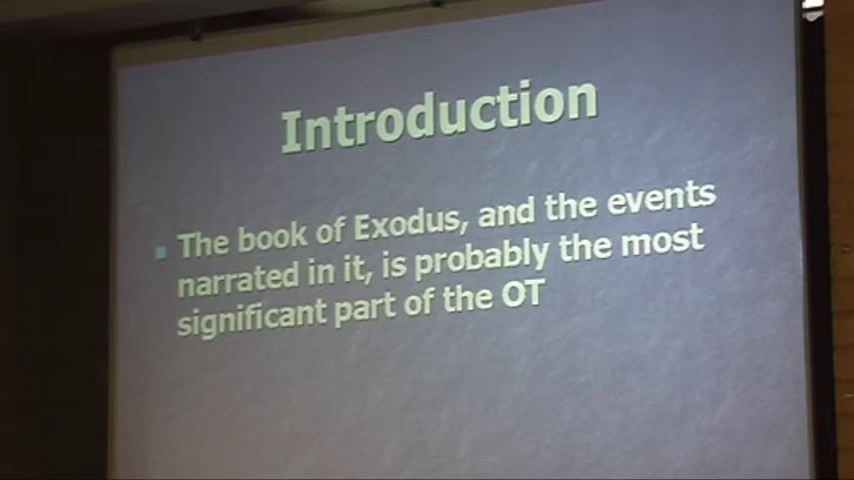 Introduction
The book of Exodus, and the events
narrated in it, is probably the most
significant part of the OT